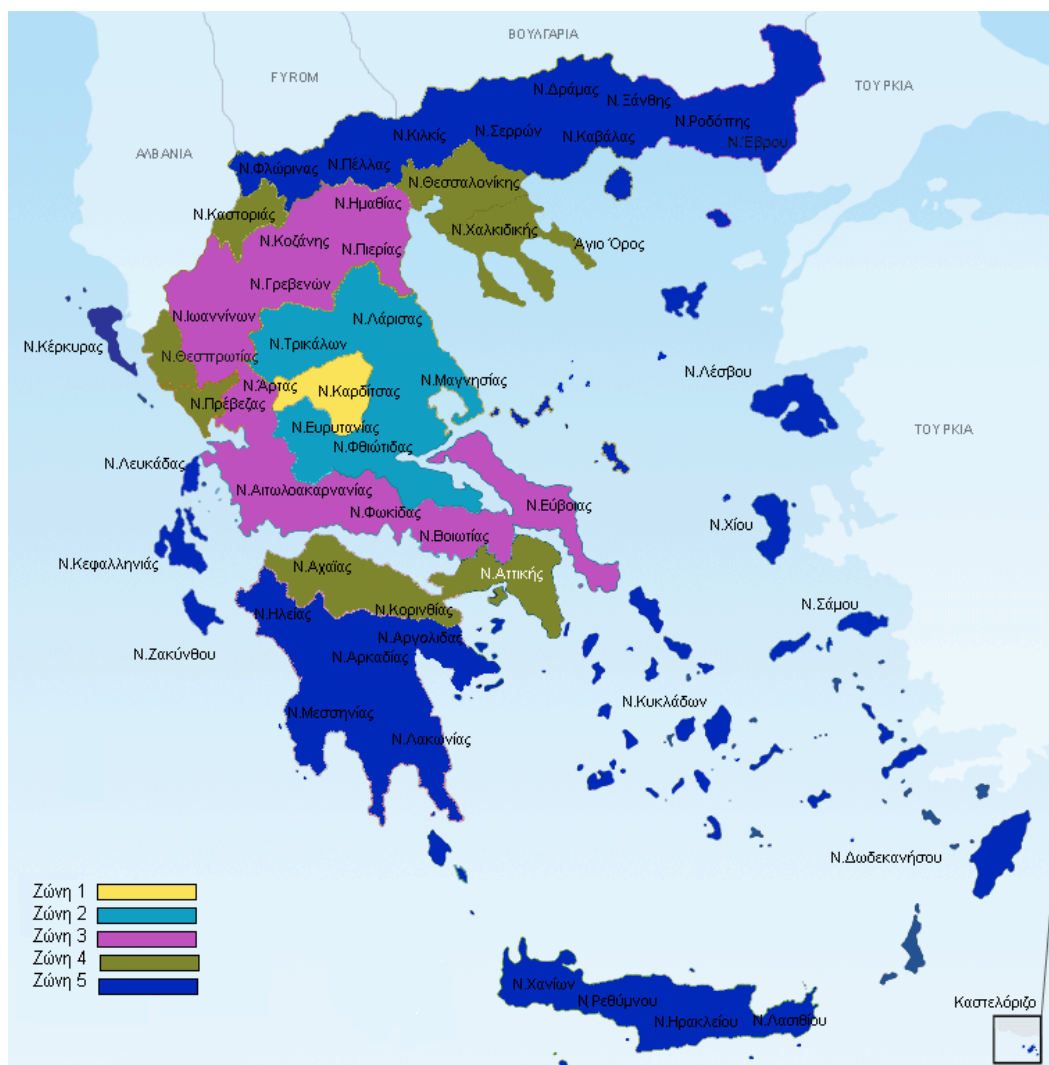 ΒΟΥΛΓΑΡΙΑ
FYROM
ΤΟΥΡΚΙΑ
ΑΛΒΑΝΙΑ
Ν.Δράμας
Ν.Ξάνθης
Ν.Ροδόπης
Ν.Έβρου
Ν.Κιλκίς
Ν.Σερρών
Ν.Καβάλας
Ν.Φλώρινας
Ν.Πέλλας
Ν.Θεσσαλονίκης
Ν.Καστοριάς
Ν.Ημαθίας
Ν.Χαλκιδικής
Άγιο Όρος
Ν.Κοζάνης
Ν.Πιερίας
Ν.Γρεβενών
Ν.Ιωαννίνων
Ν.Λάρισας
Ν.Κέρκυρας
Ν.Θεσπρωτίας
Ν.Τρικάλων
Ν.Λέσβου
Ν.Άρτας
Ν.Καρδίτσας
Ν.Μαγνησίας
Ν.Πρέβεζας
Ν.Ευρυτανίας
Ν.Φθιώτιδας
ΤΟΥΡΚΙΑ
Ν.Λευκάδας
Ν.Αιτωλοακαρνανίας
Ν.Φωκίδας
Ν.Εύβοιας
Ν.Χίου
Ν.Βοιωτίας
Ν.Κεφαλληνιάς
Ν.Αχαϊας
Ν.Αττικής
Ν.Σάμου
Ν.Ηλείας
Ν.Κορινθίας
Ν.Αργολιδας
Ν.Ζακύνθου
Ν.Αρκαδίας
Ν.Κυκλάδων
Ν.Μεσσηνίας
Ν.Λακωνίας
Ν.Δωδεκανήσου
Ζώνη 1
Ζώνη 2
Ζώνη 3
Ζώνη 4
Ζώνη 5
Ν.Χανίων
Ν.Ρεθύμνου
Ν.Ηρακλείου
Ν.Λασιθίου
Καστελόριζο